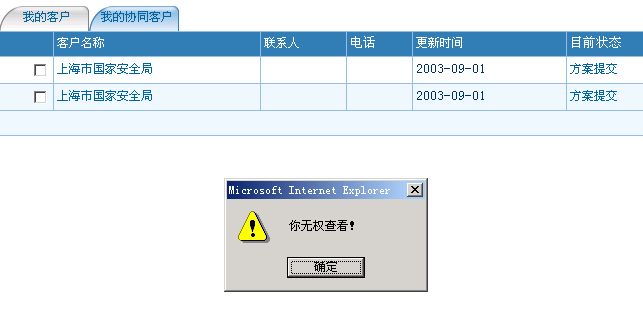 我的客户 我的协同客户
客户名称 联系人 电话 更新时间 目前状态
上海市国家安全局 2003-09-01 方案提交
上海市国家安全局 2003-09-01 方案提交
Microsoft Internet Explorer
你无权查看!
确定